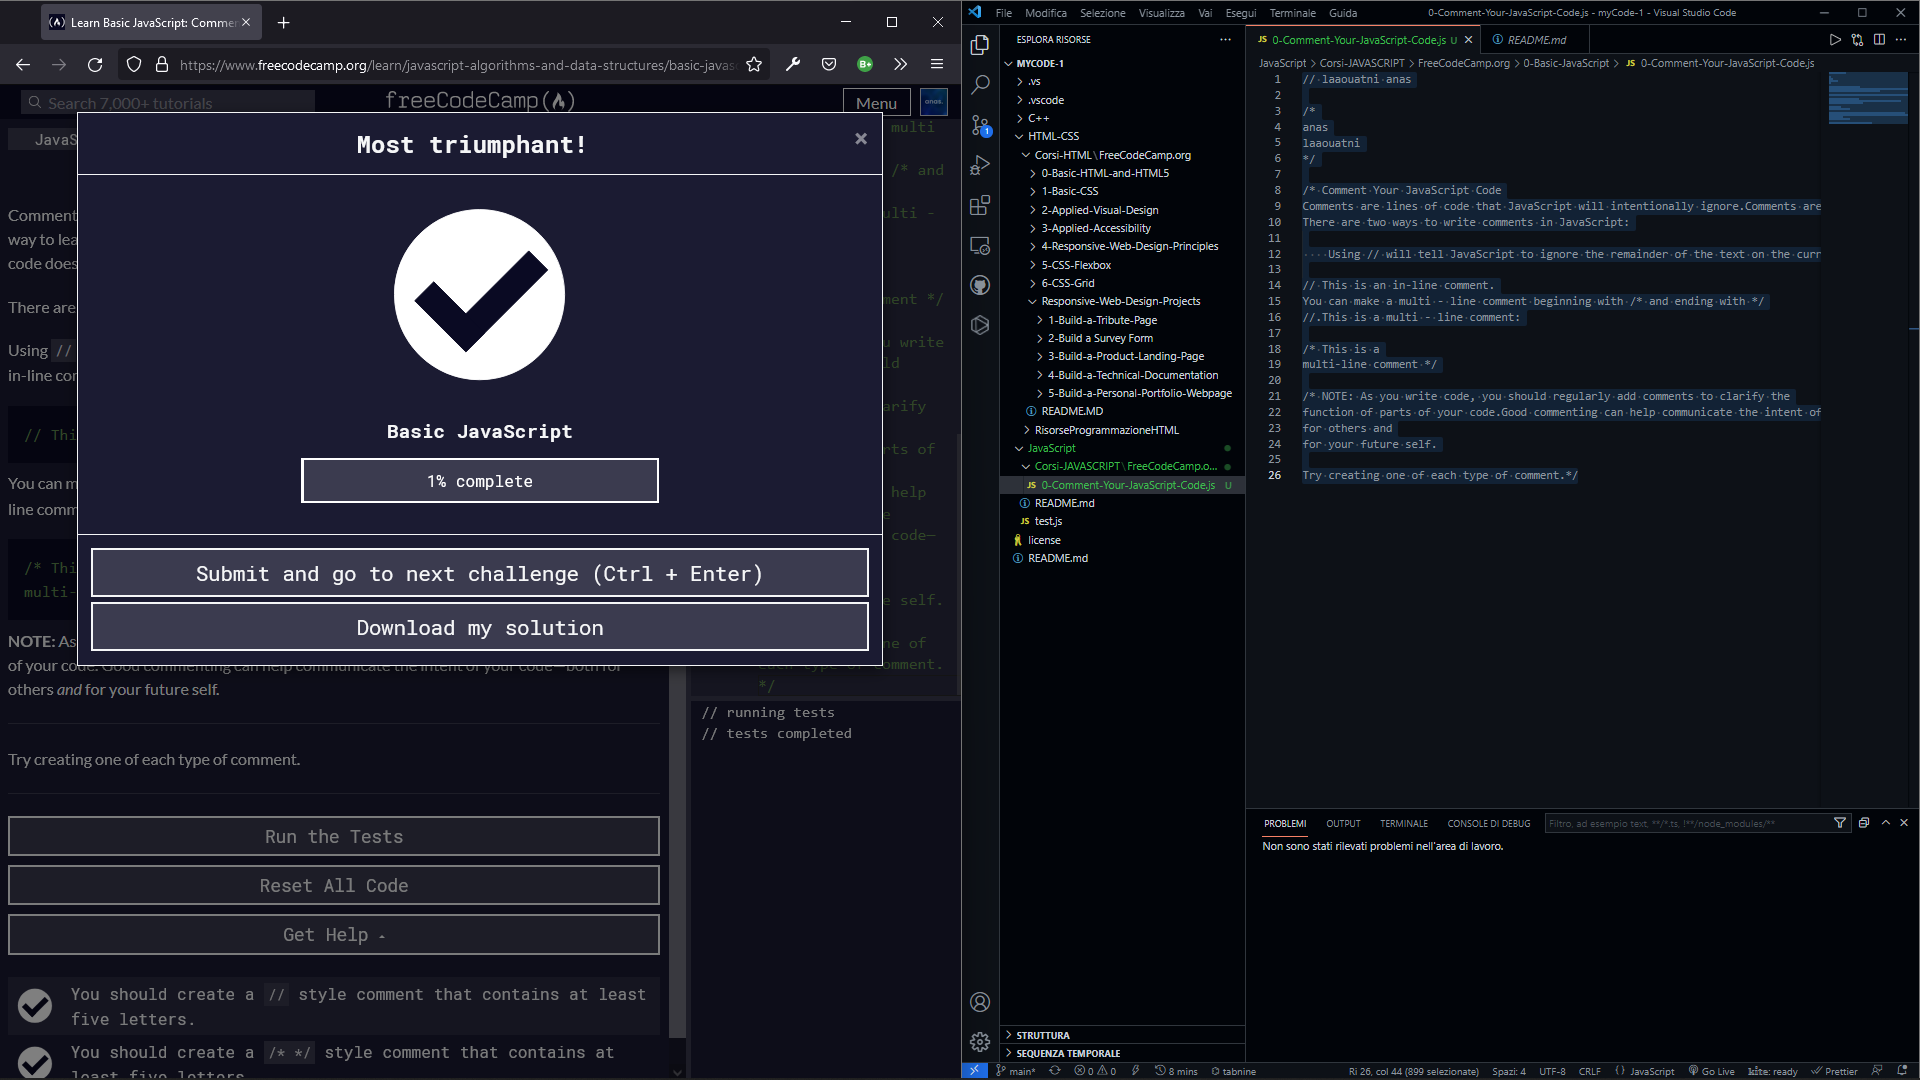 Learn Basic JavaScript: Commen
https://www.freecodecamp.org/learn/javascript-algorithms-and-data-structures/basic-javas
Search 7,000+ tutorials
freeCodeCamp
Menu
anas.
JavaS
multi
/* and
multi -
Comment
way to lea
code does
There are
ment */
Using //
in-line cor
u write
ld
arify
// Thi
rts of
You can m
line comm
help
code—
/* Thi
multi-
e self.
NOTE: As
of your code. Good commenting can help communicate the intent of your code—both for
others and for your future self.
ne of
each type of comment.
*/
Most triumphant!
×
Basic JavaScript
1% complete
Submit and go to next challenge (Ctrl + Enter)
Download my solution
// running tests
// tests completed
Try creating one of each type of comment.
Run the Tests
Reset All Code
Get Help
You should create a // style comment that contains at least
five letters.
You should create a /* */ style comment that contains at
least five letters.
File Modifica Selezione Visualizza Vai Esegui Terminale Guida
0-Comment-Your-JavaScript-Code.js - myCode-1 - Visual Studio Code
ESPLORA RISORSE
MYCODE-1
.vs
.vscode
C++
HTML-CSS
Corsi-HTML\FreeCodeCamp.org
0-Basic-HTML-and-HTML5
1-Basic-CSS
2-Applied-Visual-Design
3-Applied-Accessibility
4-Responsive-Web-Design-Principles
5-CSS-Flexbox
6-CSS-Grid
Responsive-Web-Design-Projects
1-Build-a-Tribute-Page
2-Build a Survey Form
3-Build-a-Product-Landing-Page
4-Build-a-Technical-Documentation
5-Build-a-Personal-Portfolio-Webpage
README.MD
RisorseProgrammazioneHTML
JavaScript
Corsi-JAVASCRIPT\FreeCodeCamp.o...
JS 0-Comment-Your-JavaScript-Code.js U
README.md
JS test.js
license
README.md
STRUTTURA
SEQUENZA TEMPORALE
JS 0-Comment-Your-JavaScript-Code.js U
README.md
JavaScript > Corsi-JAVASCRIPT > FreeCodeCamp.org > 0-Basic-JavaScript > JS 0-Comment-Your-JavaScript-Code.js
1 // laaouatni anas
2
3 /*
4 anas
5 laaouatni
6 */
7
8 /* Comment Your JavaScript Code
9 Comments are lines of code that JavaScript will intentionally ignore.Comments are
10 There are two ways to write comments in JavaScript:
11
12 Using // will tell JavaScript to ignore the remainder of the text on the curr
13
14 // This is an in-line comment.
15 You can make a multi - line comment beginning with /* and ending with */
16 //.This is a multi - line comment:
17
18 /* This is a
19 multi-line comment */
20
21 /* NOTE: As you write code, you should regularly add comments to clarify the
22 function of parts of your code.Good commenting can help communicate the intent of
23 for others and
24 for your future self.
25
26 Try creating one of each type of comment.*/
PROBLEMI OUTPUT TERMINALE CONSOLE DI DEBUG
Filtro, ad esempio text, **/*.ts, !**/node_modules/**
Non sono stati rilevati problemi nell'area di lavoro.
main* 0 0 8 mins tabnine
Ri 26, col 44 (899 selezionate) Spazi: 4 UTF-8 CRLF JavaScript Go Live kite: ready Prettier